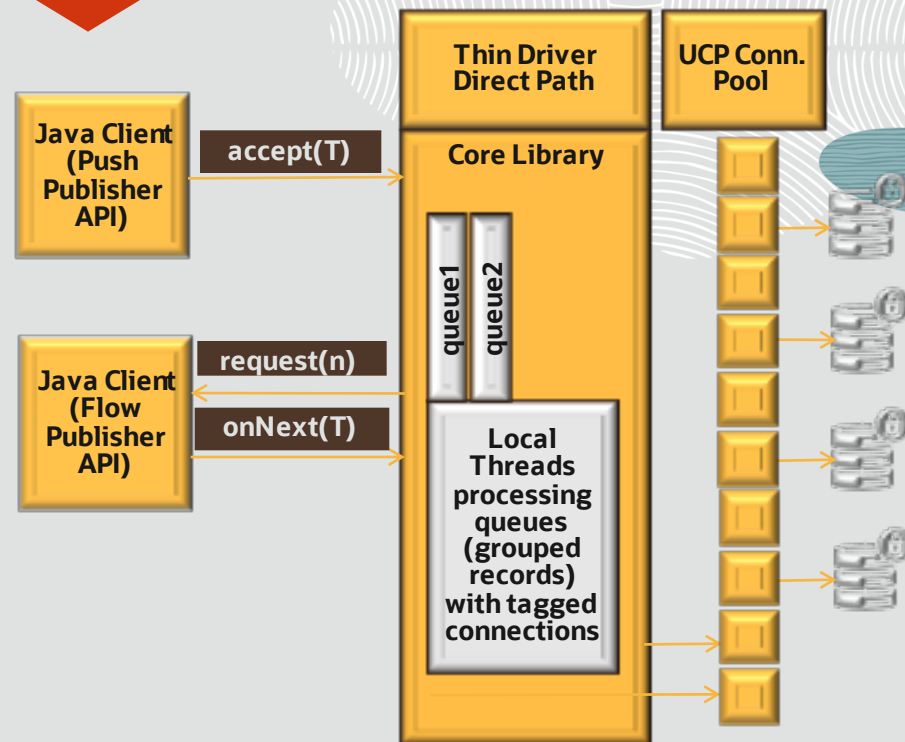 Thin Driver
Direct Path
UCP Conn.
Pool
Java Client
(Push
Publisher
API)
accept(T)
Core Library
queue1
queue2
Java Client
(Flow
Publisher
API)
request(n)
onNext(T)
Local
Threads
processing
queues
(grouped
records)
with tagged
connections